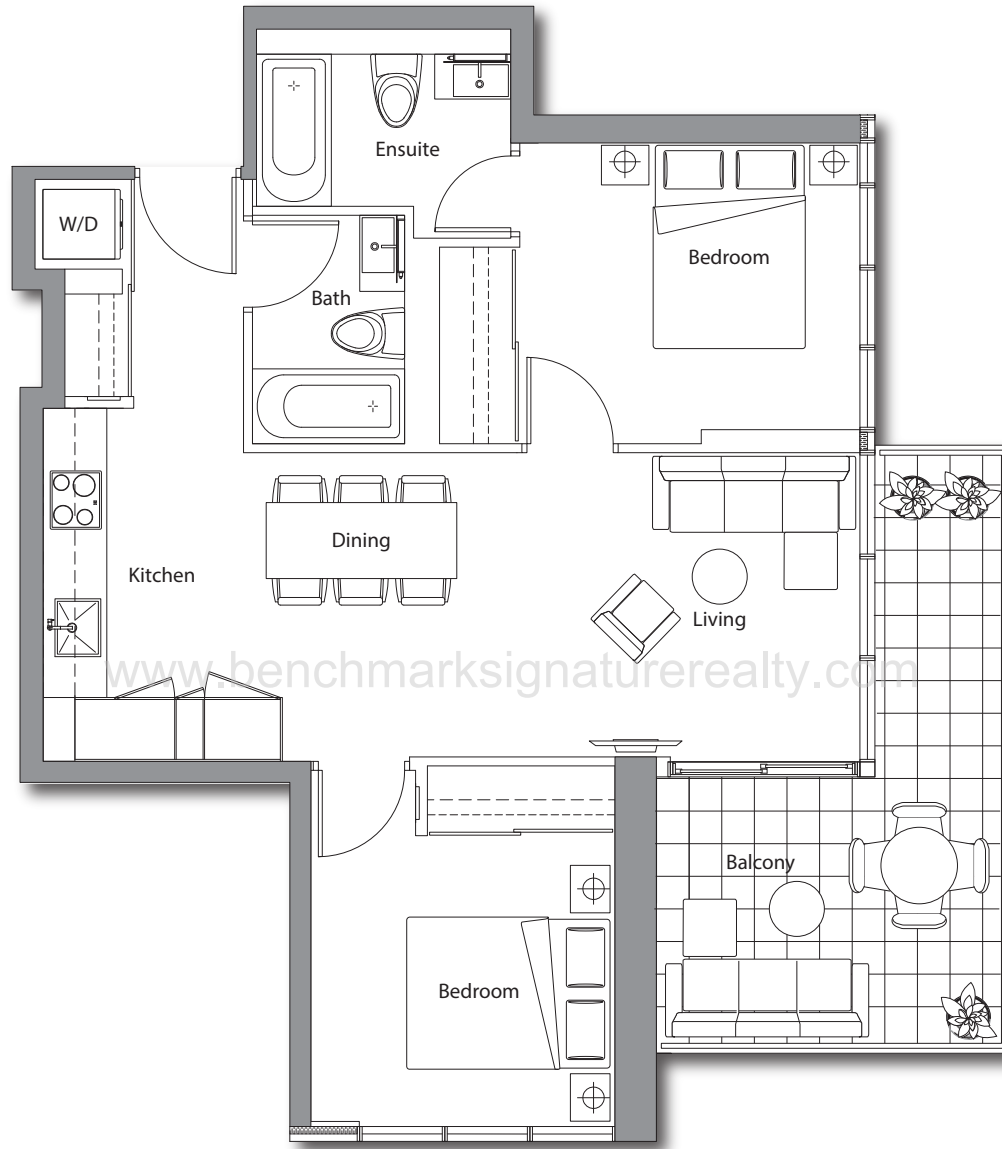 Ensuite
W/D
Bedroom
Bath
Dining
Kitchen
Living
www.benchmarksignaturerealty.com
Balcony
Bedroom